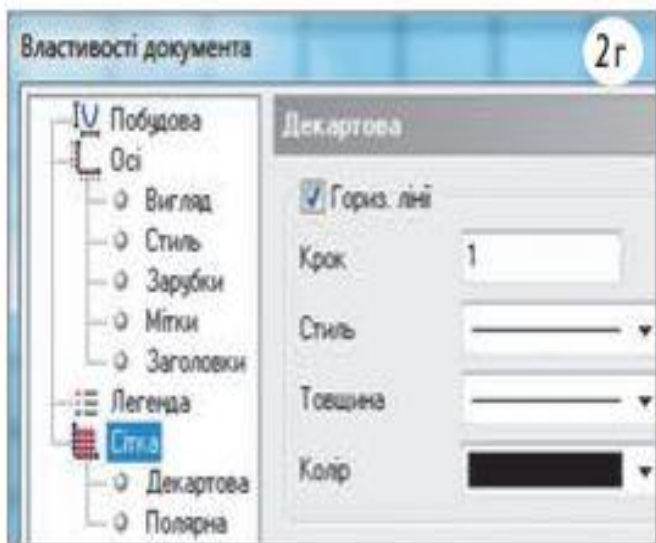 Властивості документа
2г
Побудова
Осі
Вигляд
Стиль
Зарубки
Мітки
Заголовки
Легенда
Сітка
Декартова
Полярна
Декартова
Гориз. лінії
Крок
1
Стиль
Товщина
Колір